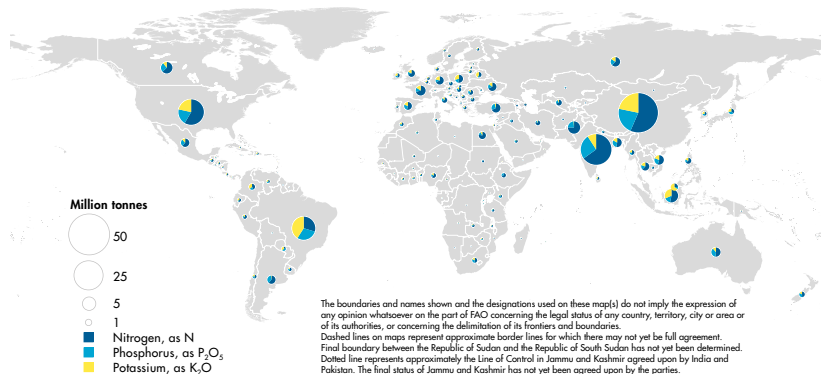 Million tonnes
50
25
5
1
Nitrogen, as N
Phosphorus, as P₂O₅
Potassium, as K₂O
The boundaries and names shown and the designations used on these map(s) do not imply the expression of
any opinion whatsoever on the part of FAO concerning the legal status of any country, territory, city or area or
of its authorities, or concerning the delimitation of its frontiers and boundaries.
Dashed lines on maps represent approximate border lines for which there may not yet be full agreement.
Final boundary between the Republic of Sudan and the Republic of South Sudan has not yet been determined.
Dotted line represents approximately the Line of Control in Jammu and Kashmir agreed upon by India and
Pakistan. The final status of Jammu and Kashmir has not yet been agreed upon by the parties.